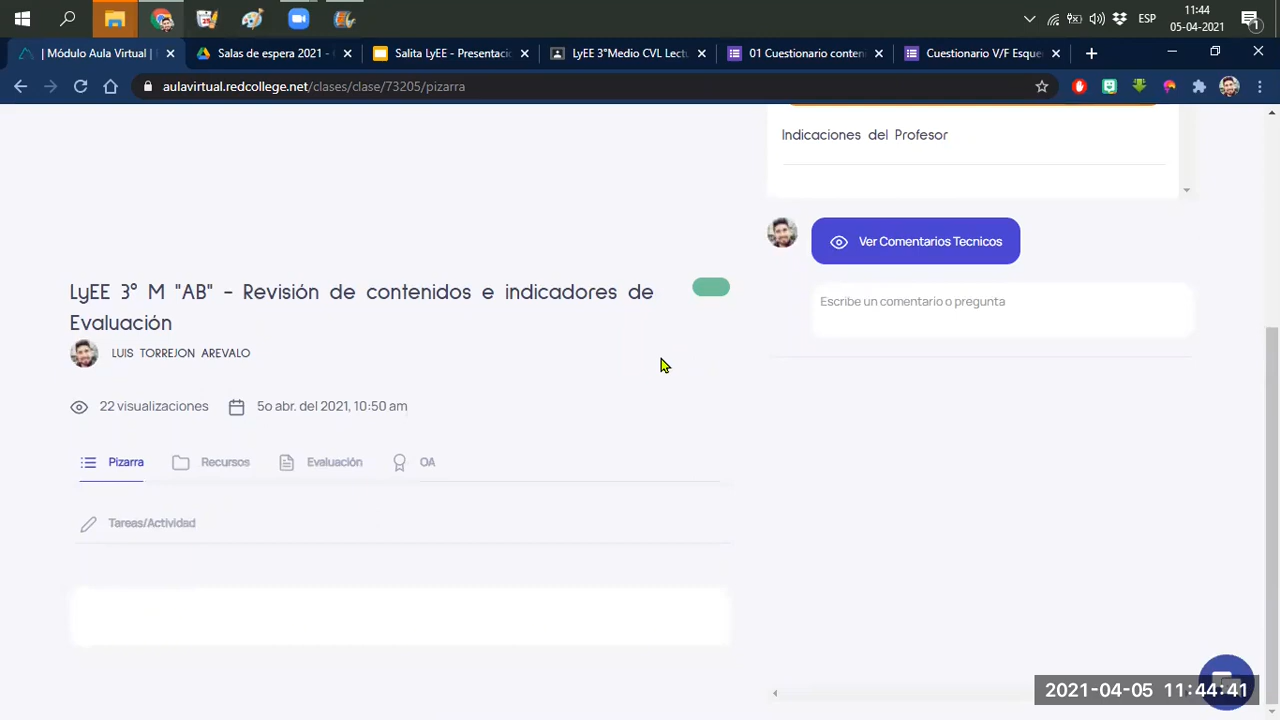 11:44
ESP
05-04-2021
Módulo Aula Virtual |
Salas de espera 2021 -
Salita LyEE - Presentacio
LyEE 3°Medio CVL Lectu
01 Cuestionario conten
Cuestionario V/F Esque
aulavirtual.redcollege.net/clases/clase/73205/pizarra
Indicaciones del Profesor
Ver Comentarios Tecnicos
Escribe un comentario o pregunta
LyEE 3° M "AB" - Revisión de contenidos e indicadores de
Evaluación
LUIS TORREJON AREVALO
22 visualizaciones
5o abr. del 2021, 10:50 am
Pizarra
Recursos
Evaluación
OA
Tareas/Actividad
2021-04-05 11:44:41